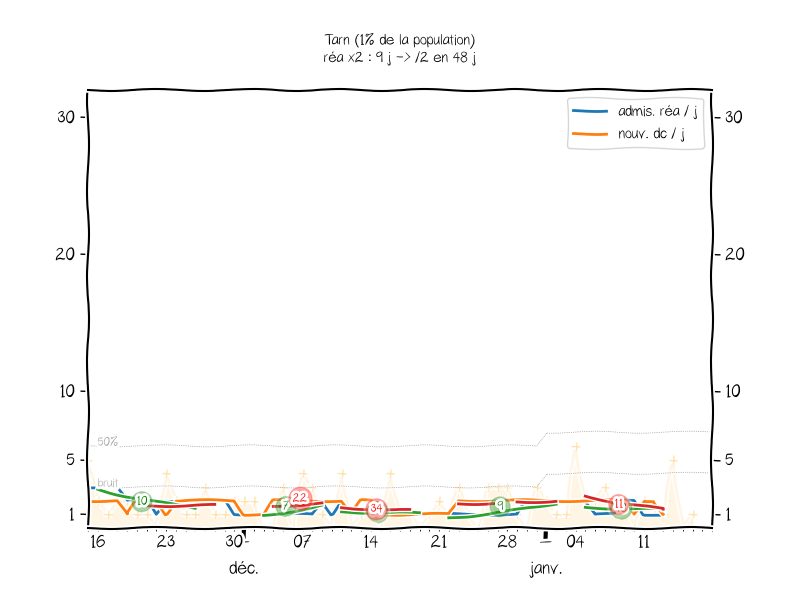 Tarn (1% de la population)
réa x2 : 9 j -> /2 en 48 j
admis. réa / j
nouv. dc / j
30
30
20
20
10
10
50%
5
5
bruit
10
7
22
34
9
11
1
1
16 23 30 07 14 21 28 04 11
déc. janv.